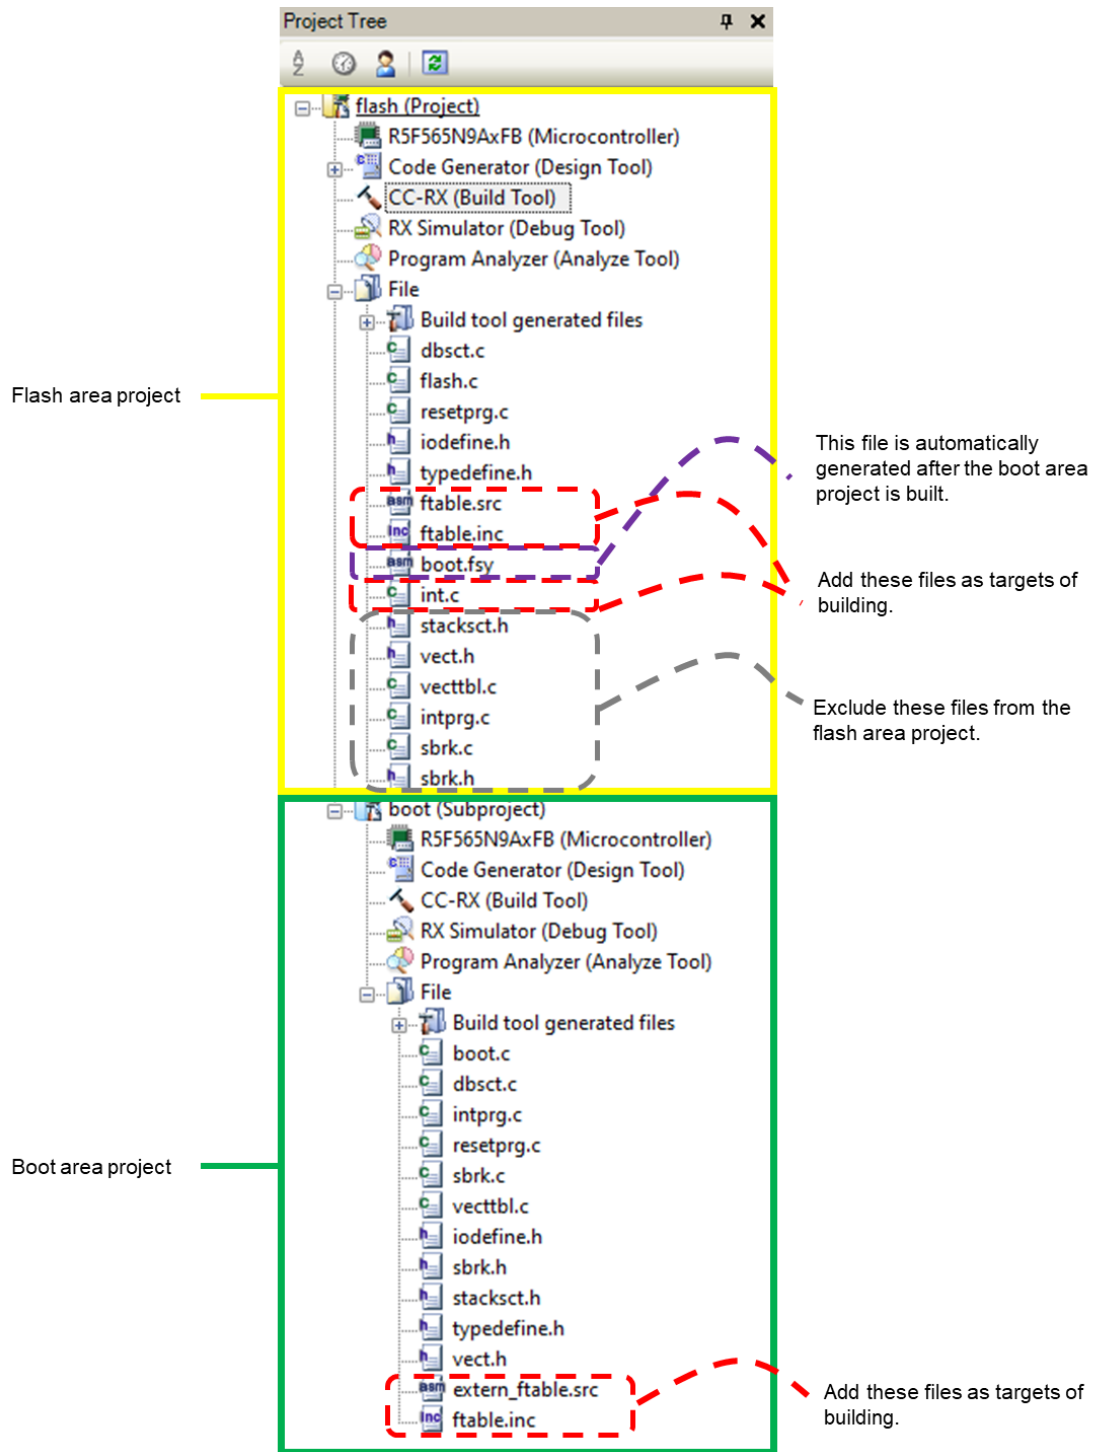 Project Tree
flash (Project)
R5F565N9AxFB (Microcontroller)
Code Generator (Design Tool)
CC-RX (Build Tool)
RX Simulator (Debug Tool)
Program Analyzer (Analyze Tool)
File
Build tool generated files
dbsct.c
flash.c
Flash area project
resetprg.c
iodefine.h
typedefine.h
This file is automatically
generated after the boot area
project is built.
ftable.src
ftable.inc
boot.fsy
int.c
Add these files as targets of
building.
stacksct.h
vect.h
vecttbl.c
intprg.c
sbrk.c
sbrk.h
Exclude these files from the
flash area project.
boot (Subproject)
R5F565N9AxFB (Microcontroller)
Code Generator (Design Tool)
CC-RX (Build Tool)
RX Simulator (Debug Tool)
Program Analyzer (Analyze Tool)
File
Build tool generated files
boot.c
dbsct.c
intprg.c
resetprg.c
Boot area project
sbrk.c
vecttbl.c
iodefine.h
sbrk.h
stacksct.h
typedefine.h
vect.h
extern_ftable.src
ftable.inc
Add these files as targets of
building.